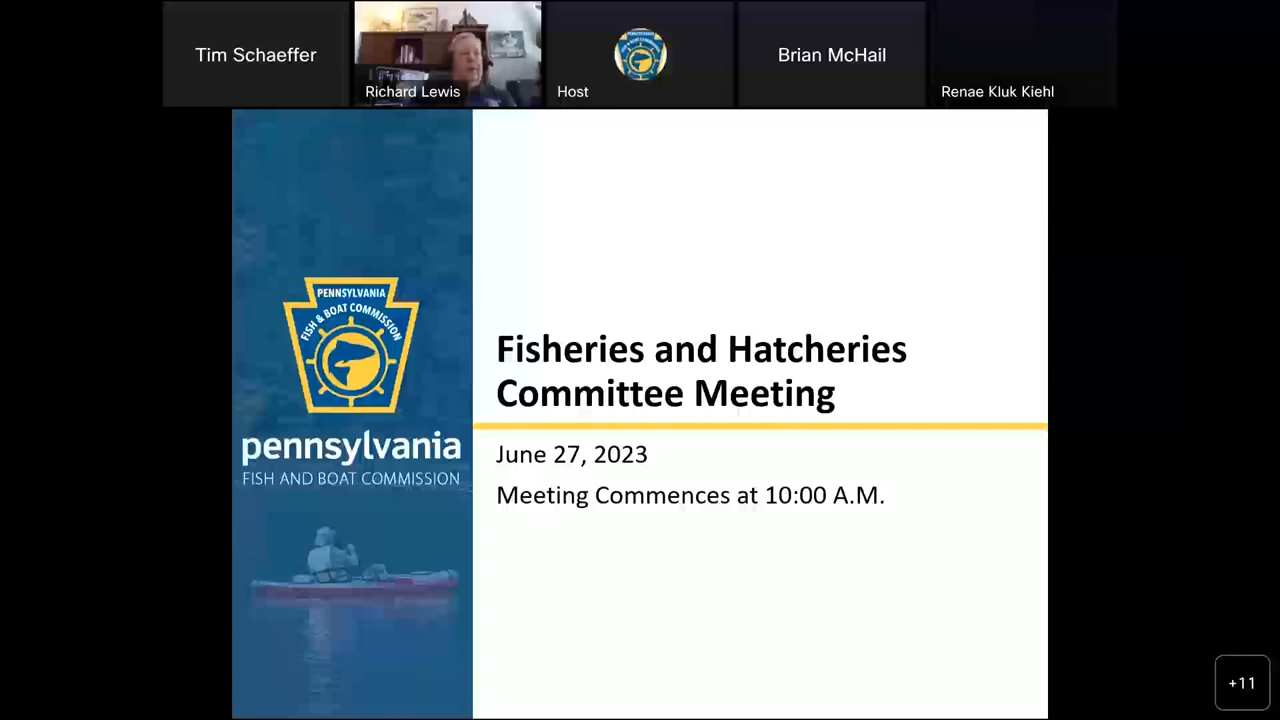 Tim Schaeffer
Richard Lewis
Host
Brian McHail
Renae Kluk Kiehl
PENNSYLVANIA
FISH & BOAT COMMISSION
pennsylvania
FISH AND BOAT COMMISSION
Fisheries and Hatcheries
Committee Meeting
June 27, 2023
Meeting Commences at 10:00 A.M.
+11